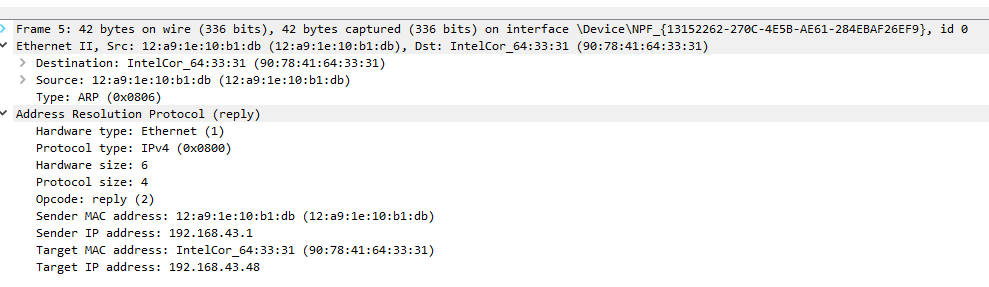 Frame 5: 42 bytes on wire (336 bits), 42 bytes captured (336 bits) on interface \Device\NPF_{13152262-270C-4E5B-AE61-284EBAF26EF9}, id 0
Ethernet II, Src: 12:a9:1e:10:b1:db (12:a9:1e:10:b1:db), Dst: IntelCor_64:33:31 (90:78:41:64:33:31)
Destination: IntelCor_64:33:31 (90:78:41:64:33:31)
Source: 12:a9:1e:10:b1:db (12:a9:1e:10:b1:db)
Type: ARP (0x0806)
Address Resolution Protocol (reply)
Hardware type: Ethernet (1)
Protocol type: IPv4 (0x0800)
Hardware size: 6
Protocol size: 4
Opcode: reply (2)
Sender MAC address: 12:a9:1e:10:b1:db (12:a9:1e:10:b1:db)
Sender IP address: 192.168.43.1
Target MAC address: IntelCor_64:33:31 (90:78:41:64:33:31)
Target IP address: 192.168.43.48